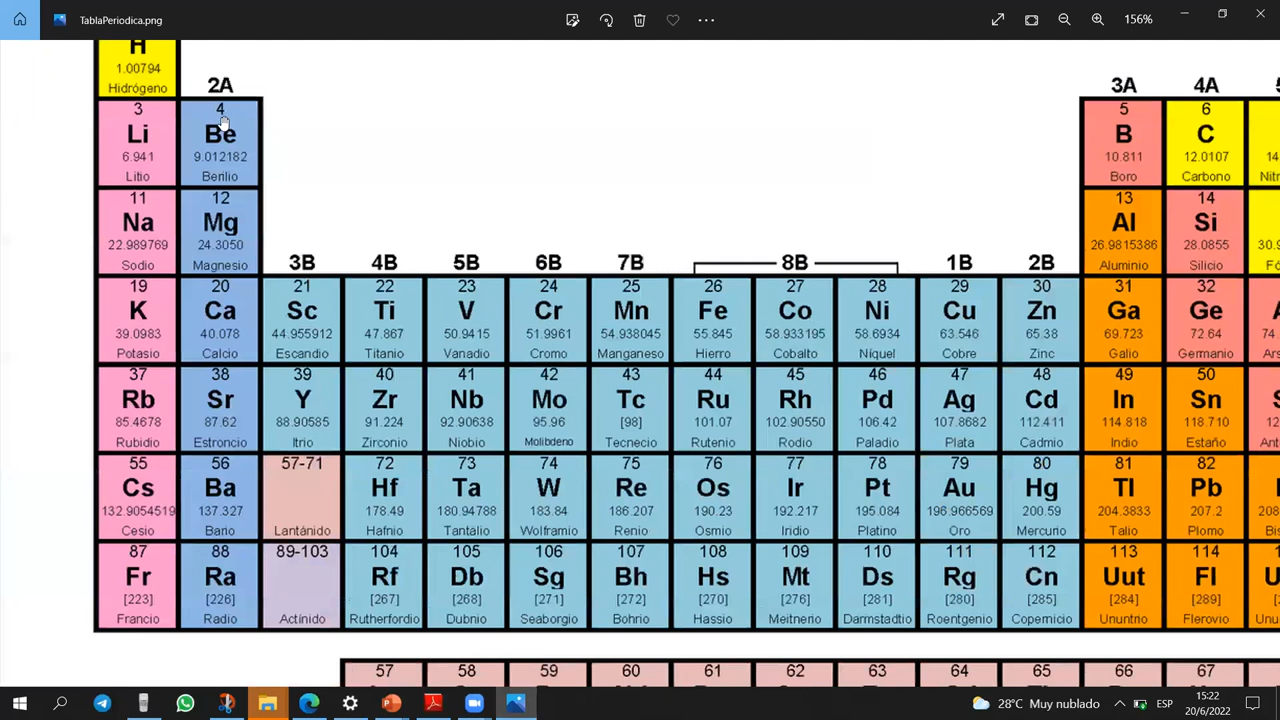 TablaPeriodica.png
156%
H
1.00794
Hidrógeno
2A
3A
4A
3
4
5
6
Li
Be
B
C
6.941
9.012182
10.811
12.0107
Litio
Berilio
Boro
Carbono
11
12
13
14
Na
Mg
Al
Si
22.989769
24.3050
26.9815386
28.0855
Sodio
Magnesio
Aluminio
Silicio
3B
4B
5B
6B
7B
8B
1B
2B
19
20
21
22
23
24
25
26
27
28
29
30
31
32
K
Ca
Sc
Ti
V
Cr
Mn
Fe
Co
Ni
Cu
Zn
Ga
Ge
39.0983
40.078
44.955912
47.867
50.9415
51.9961
54.938045
55.845
58.933195
58.6934
63.546
65.38
69.723
72.64
Potasio
Calcio
Escandio
Titanio
Vanadio
Cromo
Manganeso
Hierro
Cobalto
Níquel
Cobre
Zinc
Galio
Germanio
37
38
39
40
41
42
43
44
45
46
47
48
49
50
Rb
Sr
Y
Zr
Nb
Mo
Tc
Ru
Rh
Pd
Ag
Cd
In
Sn
85.4678
87.62
88.90585
91.224
92.90638
95.96
[98]
101.07
102.90550
106.42
107.8682
112.411
114.818
118.710
Rubidio
Estroncio
Itrio
Zirconio
Niobio
Molibdeno
Tecnecio
Rutenio
Rodio
Paladio
Plata
Cadmio
Indio
Estaño
55
56
57-71
72
73
74
75
76
77
78
79
80
81
82
Cs
Ba
Hf
Ta
W
Re
Os
Ir
Pt
Au
Hg
Tl
Pb
132.9054519
137.327
178.49
180.94788
183.84
186.207
190.23
192.217
195.084
196.966569
200.59
204.3833
207.2
Cesio
Bario
Lantánido
Hafnio
Tantálio
Wolframio
Renio
Osmio
Iridio
Platino
Oro
Mercurio
Talio
Plomo
87
88
89-103
104
105
106
107
108
109
110
111
112
113
114
Fr
Ra
Rf
Db
Sg
Bh
Hs
Mt
Ds
Rg
Cn
Uut
Fl
[223]
[226]
[267]
[268]
[271]
[272]
[270]
[276]
[281]
[280]
[285]
[284]
[289]
Francio
Radio
Actínido
Rutherfordio
Dubnio
Seaborgio
Bohrio
Hassio
Meitnerio
Darmstadtio
Roentgenio
Copernicio
Ununtrio
Flerovio
57
58
59
60
61
62
63
64
65
66
67
28°C Muy nublado
ESP
15:22
20/6/2022